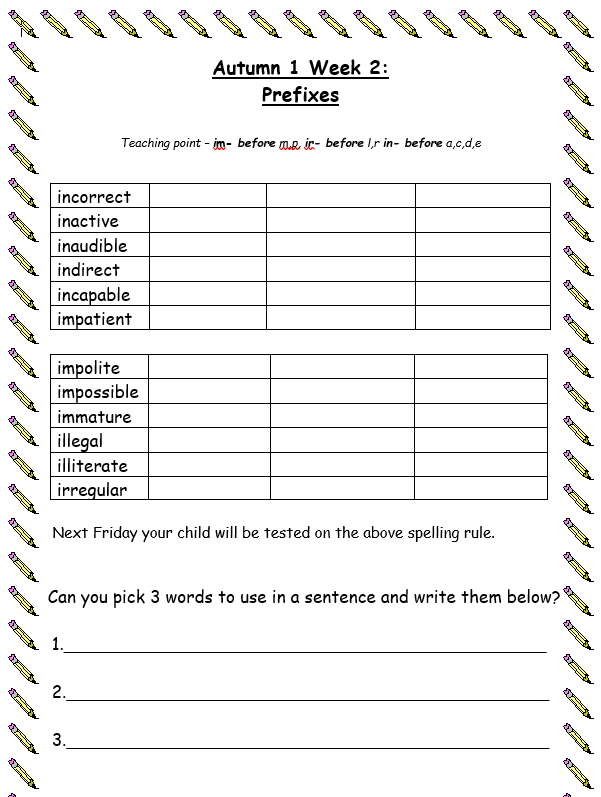 Autumn 1 Week 2:
Prefixes
Teaching point – im- before m,p, ir- before l,r in- before a,c,d,e
incorrect
inactive
inaudible
indirect
incapable
impatient
impolite
impossible
immature
illegal
illiterate
irregular
Next Friday your child will be tested on the above spelling rule.
Can you pick 3 words to use in a sentence and write them below?
1.
2.
3.